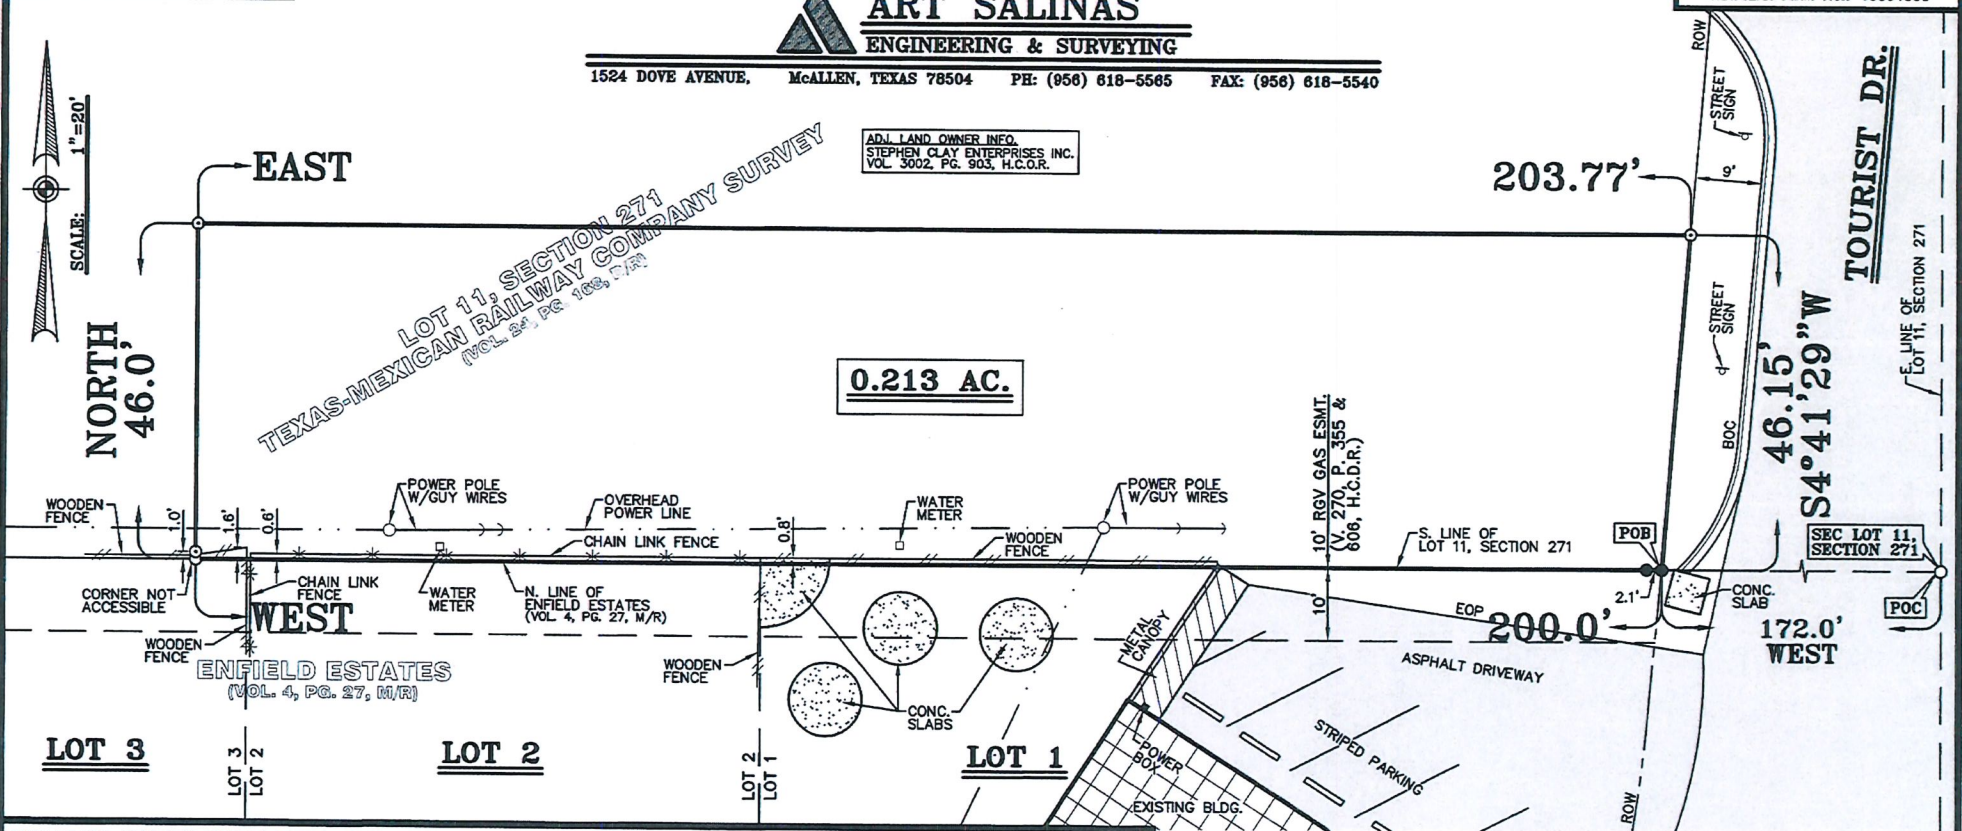 ART SALINAS
ENGINEERING & SURVEYING
1524 DOVE AVENUE, McALLEN, TEXAS 78504 PH: (956) 618-5565 FAX: (956) 618-5540
SCALE: 1"=20'
EAST
ADJ. LAND OWNER INFO.
STEPHEN CLAY ENTERPRISES INC.
VOL 3002, PG. 903, H.C.O.R.
203.77'
ROW
STREET
SIGN
9'
TOURIST DR.
LOT 11, SECTION 271
TEXAS-MEXICAN RAILWAY COMPANY SURVEY
(VOL. 24, PG. 168, D/R)
NORTH
46.0'
0.213 AC.
STREET
SIGN
BOC
46.15'
S4°41'29"W
E. LINE OF
LOT 11, SECTION 271
10' RGV GAS ESMT.
(V. 270, P. 355 &
606, H.C.D.R.)
WOODEN
FENCE
1.0'
1.6'
0.6'
POWER POLE
W/GUY WIRES
OVERHEAD
POWER LINE
CHAIN LINK FENCE
0.8'
WATER
METER
WOODEN
FENCE
POWER POLE
W/GUY WIRES
S. LINE OF
LOT 11, SECTION 271
POB
SEC LOT 11,
SECTION 271
POC
CORNER NOT
ACCESSIBLE
CHAIN LINK
FENCE
WEST
WOODEN
FENCE
WATER
METER
N. LINE OF
ENFIELD ESTATES
(VOL. 4, PG. 27, M/R)
10'
EOP
200.0'
2.1'
CONC.
SLAB
172.0'
WEST
ENFIELD ESTATES
(VOL. 4, PG. 27, M/R)
WOODEN
FENCE
CONC.
SLABS
METAL
CANOPY
ASPHALT DRIVEWAY
STRIPED PARKING
POWER
BOX
EXISTING BLDG.
LOT 3
LOT 3
LOT 2
LOT 2
LOT 2
LOT 1
LOT 1
ROW